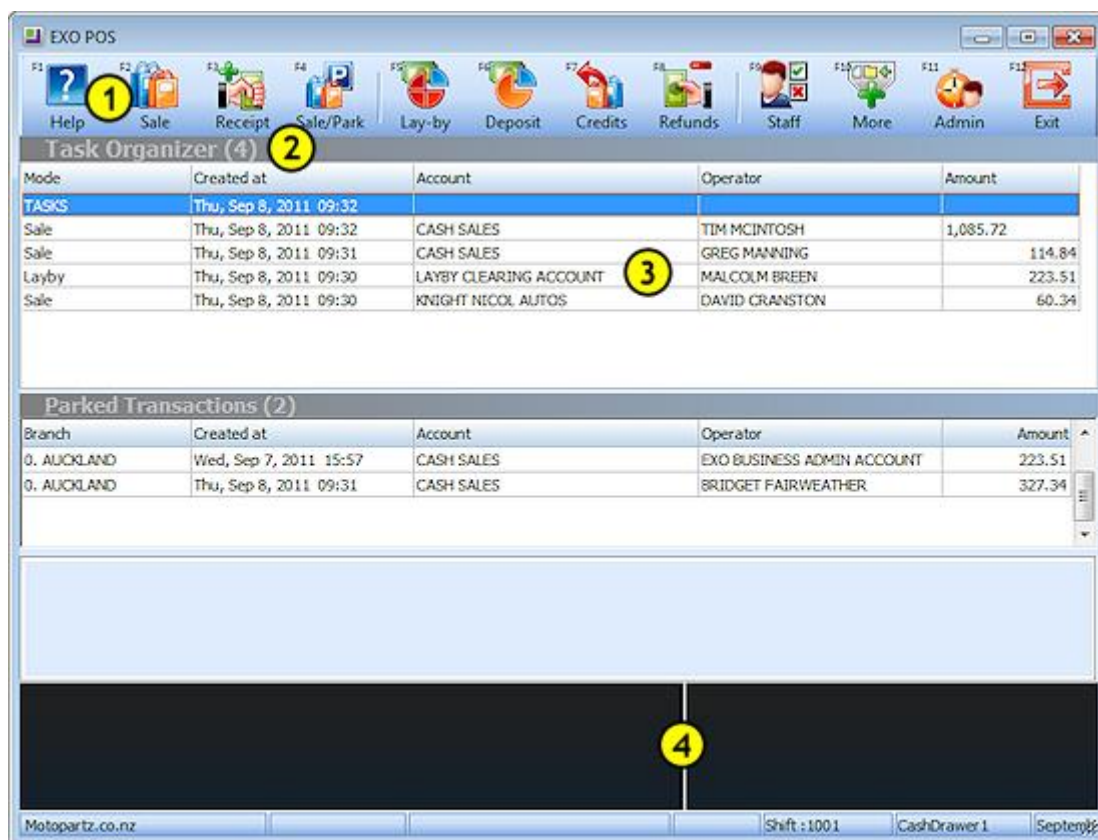 EXO POS
F1 F2 F3 F4 F5 F6 F7 F8 F9 F10 F11 F12
? P
1
Help Sale Receipt Sale/Park Lay-by Deposit Credits Refunds Staff More Admin Exit
Task Organizer (4) 2
Mode Created at Account Operator Amount
TASKS Thu, Sep 8, 2011 09:32
Sale Thu, Sep 8, 2011 09:32 CASH SALES TIM MCINTOSH 1,085.72
Sale Thu, Sep 8, 2011 09:31 CASH SALES GREG MANNING 114.84
Layby Thu, Sep 8, 2011 09:30 LAYBY CLEARING ACCOUNT 3 MALCOLM BREEN 223.51
Sale Thu, Sep 8, 2011 09:30 KNIGHT NICOL AUTOS DAVID CRANSTON 60.34
Parked Transactions (2)
Branch Created at Account Operator Amount
0. AUCKLAND Wed, Sep 7, 2011 15:57 CASH SALES EXO BUSINESS ADMIN ACCOUNT 223.51
0. AUCKLAND Thu, Sep 8, 2011 09:31 CASH SALES BRIDGET FAIRWEATHER 327.34
4
Motopartz.co.nz Shift :1001 CashDrawer1